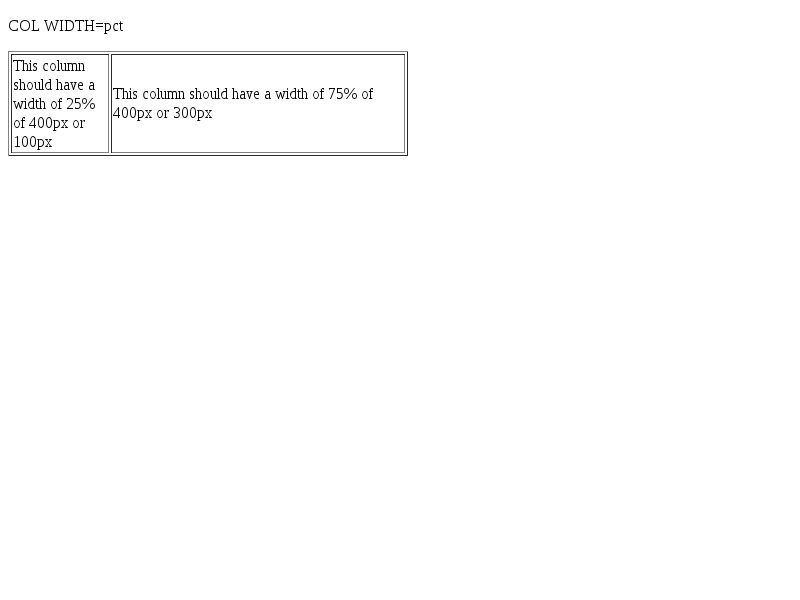 COL WIDTH=pct
This column
should have a
width of 25%
of 400px or
100px
This column should have a width of 75% of
400px or 300px